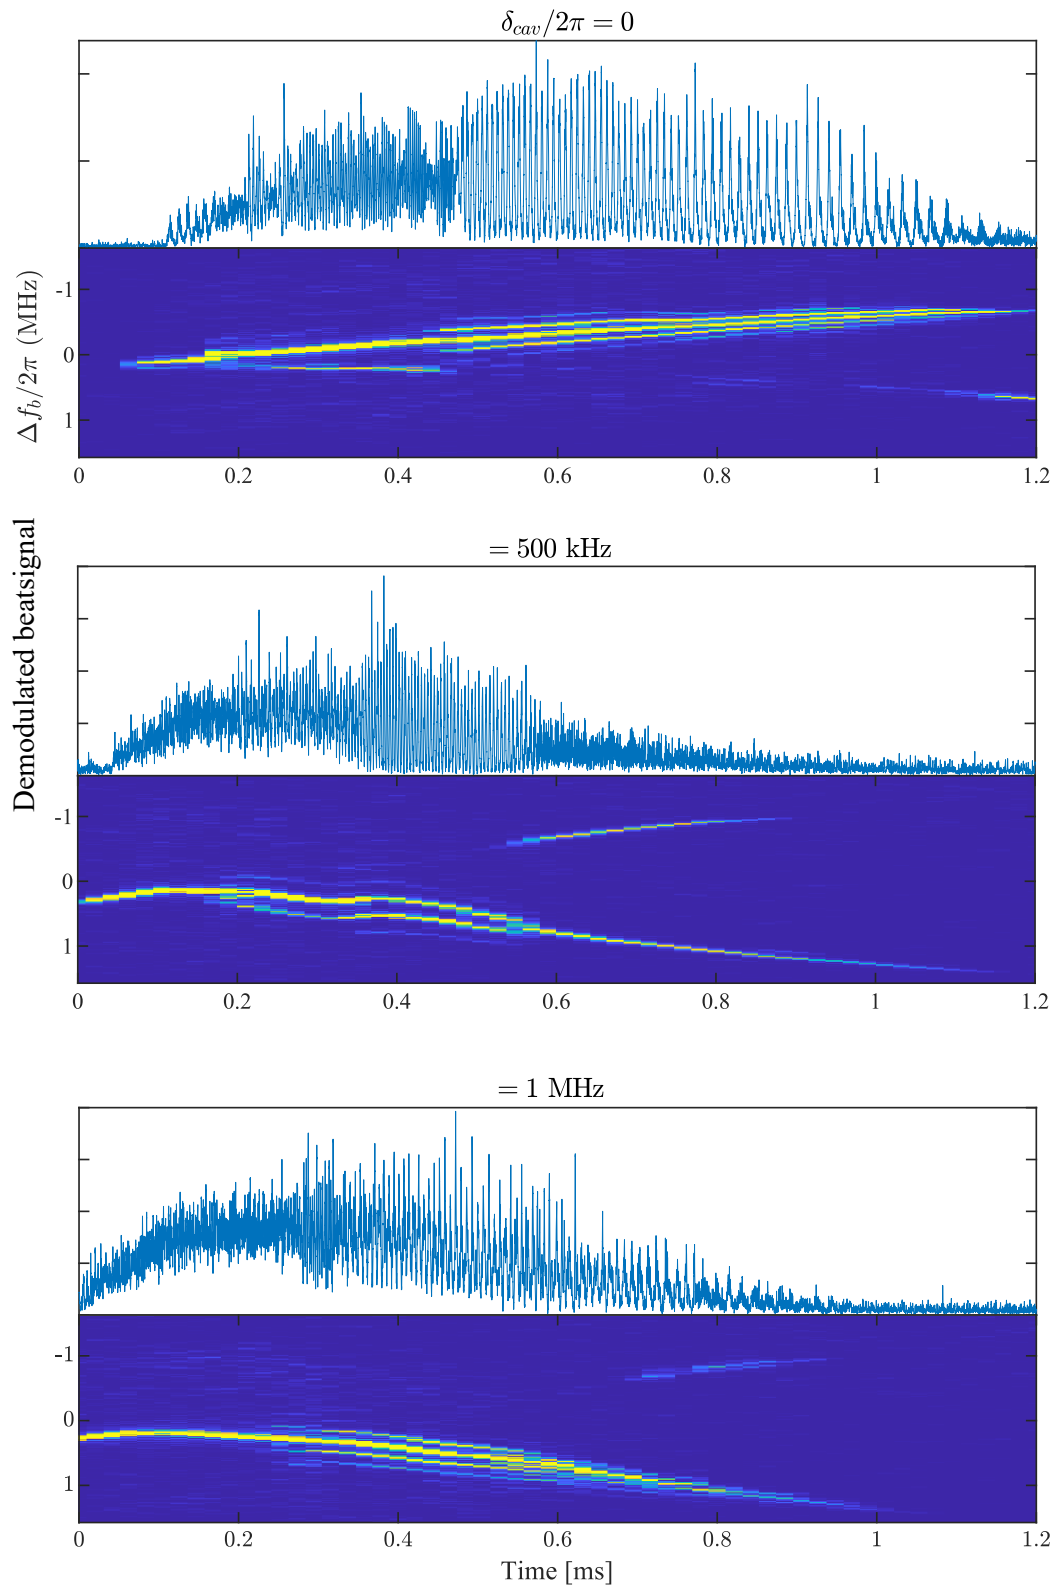 δ_cav/2π = 0
Δf_b/2π (MHz)
-1
0
1
0 0.2 0.4 0.6 0.8 1 1.2
Demodulated beatsignal
= 500 kHz
-1
0
1
0 0.2 0.4 0.6 0.8 1 1.2
= 1 MHz
-1
0
1
0 0.2 0.4 0.6 0.8 1 1.2
Time [ms]